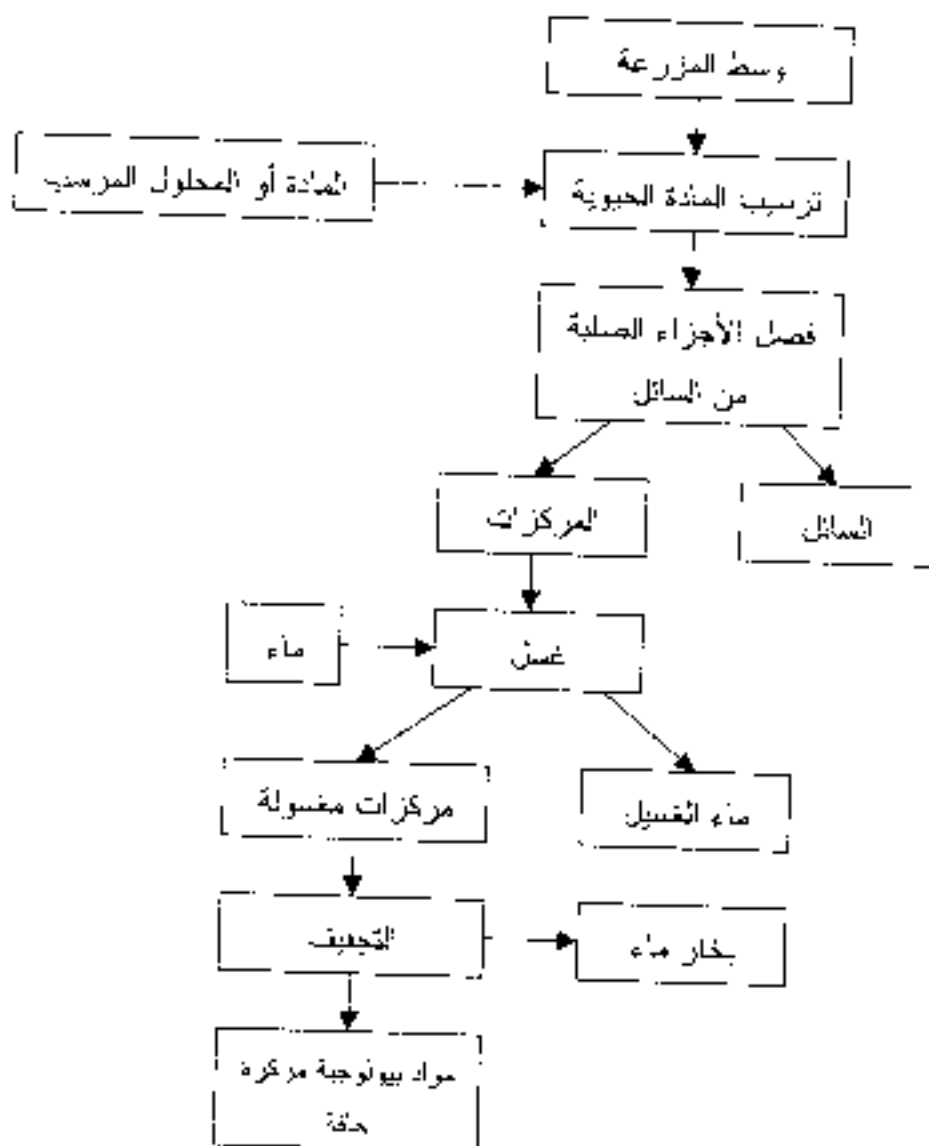 وسط المزرعة
المادة أو المحلول المرسب
ترسيب المادة الحيوية
فصل الأجزاء الصلبة
من السائل
المركزات
السائل
ماء
غسل
مركزات مغسولة
ماء الغسيل
التجفيف
بخار ماء
مواد بيولوجية مركزة
جافة